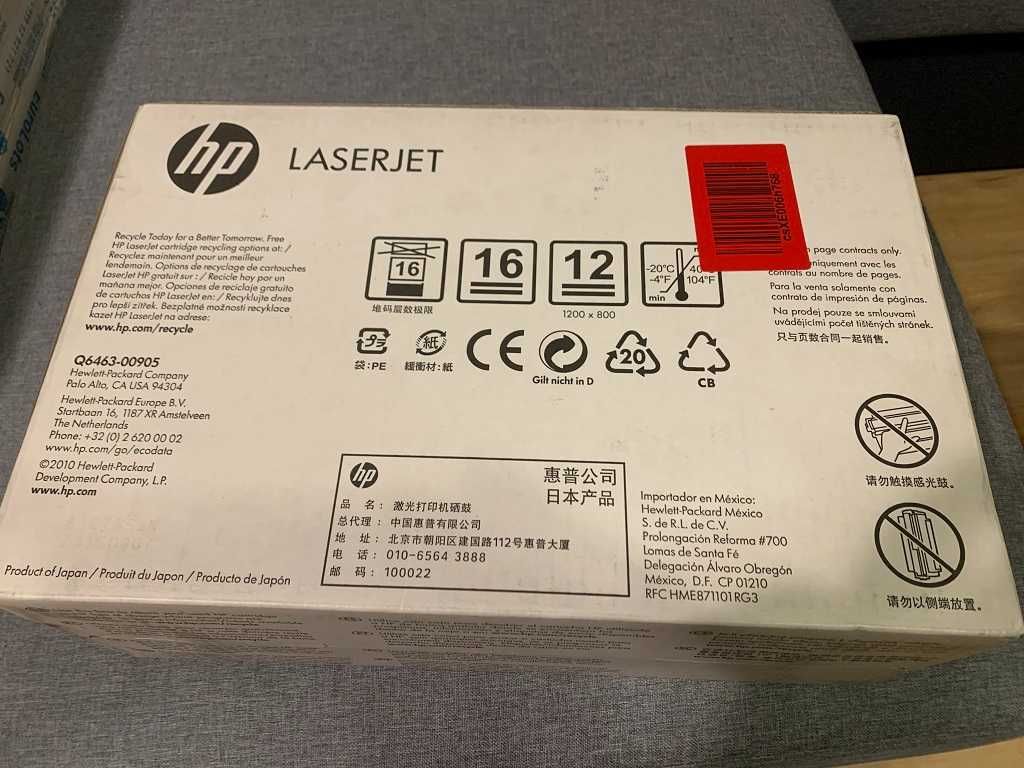 hp
LASERJET
Recycle Today for a Better Tomorrow. Free
HP LaserJet cartridge recycling options at: /
Recyclez maintenant pour un meilleur
lendemain. Options de recyclage de cartouches
LaserJet HP gratuit sur : / Recicle hoy por un
mañana mejor. Opciones de reciclaje gratuito
de cartuchos HP LaserJet en: / Recyklujte dnes
pro lepší zítřek. Bezplatné možnosti recyklace
kazet HP LaserJet na adrese:
www.hp.com/recycle
Q6463-00905
Hewlett-Packard Company
Palo Alto, CA USA 94304
Hewlett-Packard Europe B.V.
Startbaan 16, 1187 XR Amstelveen
The Netherlands
Phone: +32 (0) 2 620 00 02
www.hp.com/go/ecodata
©2010 Hewlett-Packard
Development Company, L.P.
www.hp.com
Product of Japan / Produit du Japon / Producto de Japón
16
堆码层数极限
16
12
1200 x 800
-20°C
-4°F
min
40°
104°F
プラ
袋:PE
紙
緩衝材:紙
CE
Gilt nicht in D
20
CB
page contracts only.
uniquement avec les
contrats au nombre de pages.
Para la venta solamente con
contrato de impresión de páginas.
Na prodej pouze se smlouvami
uvádějícími počet tištěných stránek.
只与页数合同一起销售。
hp
惠普公司
日本产品
品 名: 激光打印机硒鼓
总代理: 中国惠普有限公司
地 址: 北京市朝阳区建国路112号惠普大厦
电 话: 010-6564 3888
邮 码: 100022
Importador en México:
Hewlett-Packard México
S. de R.L. de C.V.
Prolongación Reforma #700
Lomas de Santa Fé
Delegación Álvaro Obregón
México, D.F. CP 01210
RFC HME871101RG3
请勿触摸感光鼓。
请勿以侧端放置。